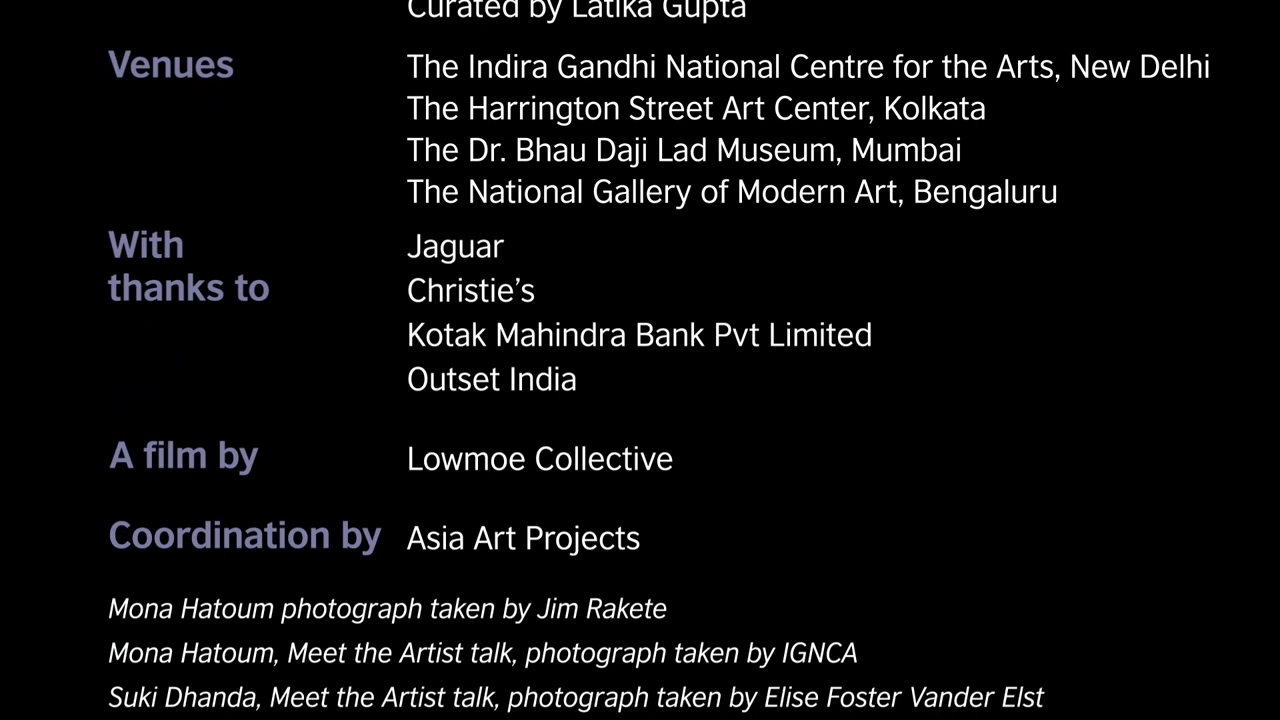 Curated by Latika Gupta
Venues
The Indira Gandhi National Centre for the Arts, New Delhi
The Harrington Street Art Center, Kolkata
The Dr. Bhau Daji Lad Museum, Mumbai
The National Gallery of Modern Art, Bengaluru
With
thanks to
Jaguar
Christie’s
Kotak Mahindra Bank Pvt Limited
Outset India
A film by
Lowmoe Collective
Coordination by
Asia Art Projects
Mona Hatoum photograph taken by Jim Rakete
Mona Hatoum, Meet the Artist talk, photograph taken by IGNCA
Suki Dhanda, Meet the Artist talk, photograph taken by Elise Foster Vander Elst